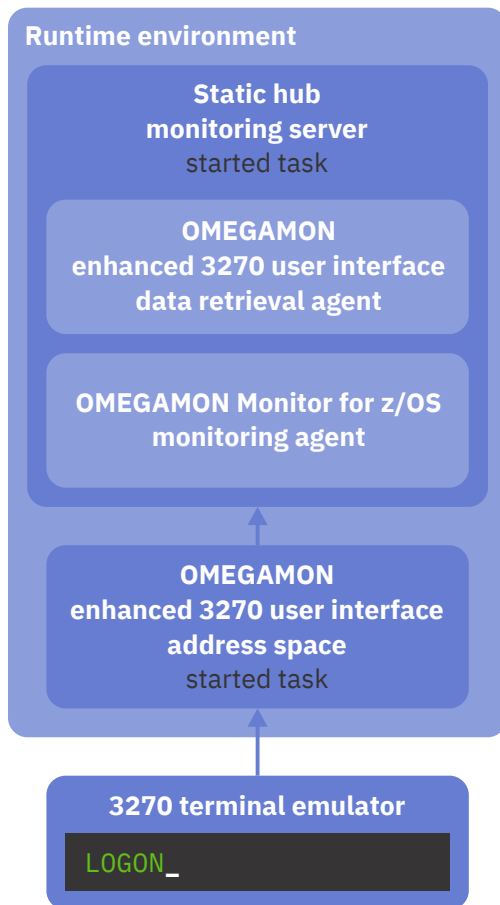 Runtime environment
Static hub
monitoring server
started task
OMEGAMON
enhanced 3270 user interface
data retrieval agent
OMEGAMON Monitor for z/OS
monitoring agent
OMEGAMON
enhanced 3270 user interface
address space
started task
3270 terminal emulator
LOGON_